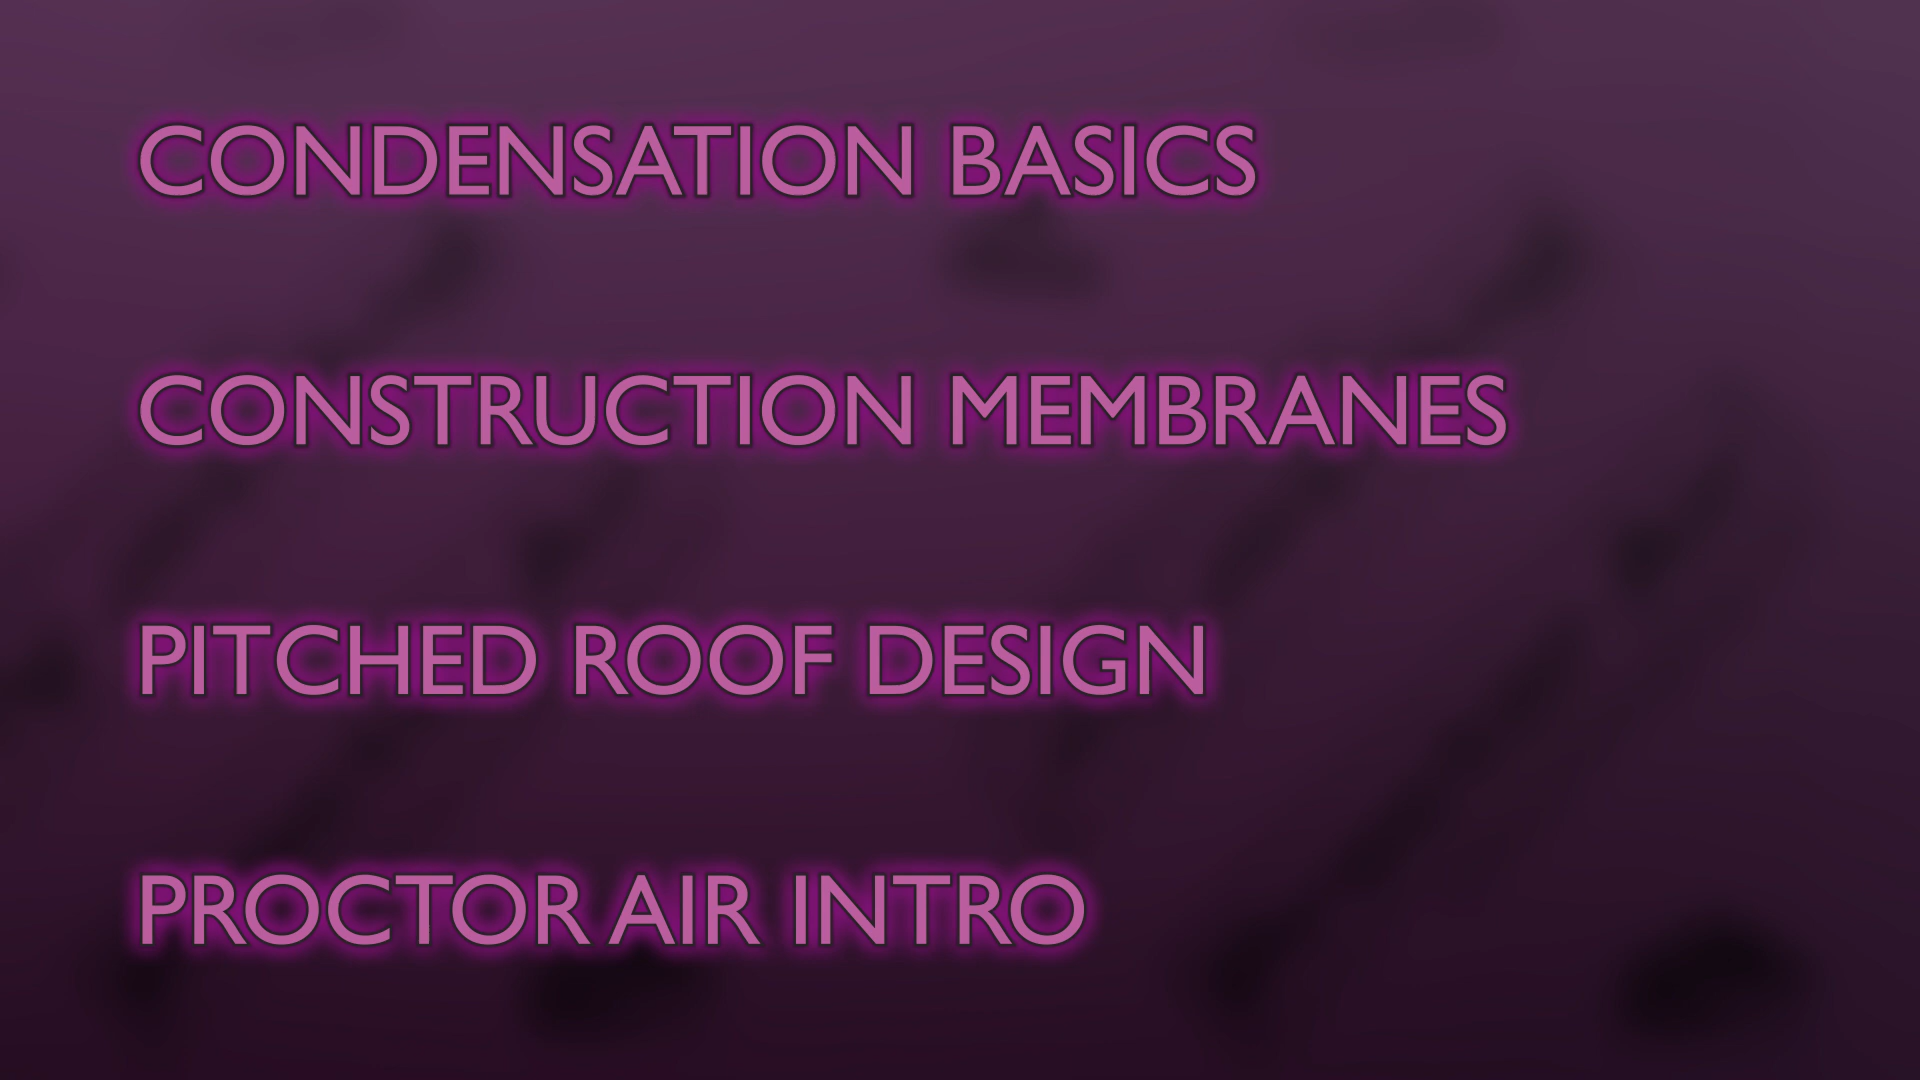 CONDENSATION BASICS
CONSTRUCTION MEMBRANES
PITCHED ROOF DESIGN
PROCTOR AIR INTRO